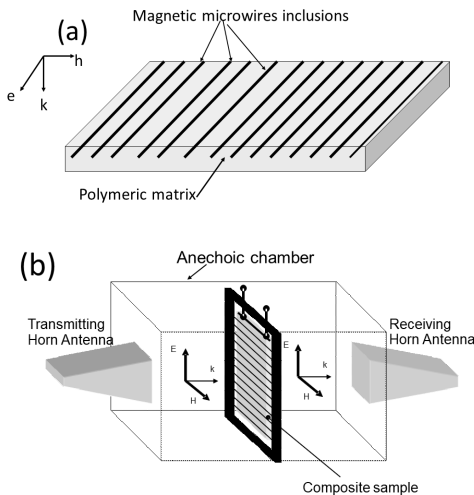 Magnetic microwires inclusions
(a)
h
e
k
Polymeric matrix
(b)
Anechoic chamber
Transmitting
Horn Antenna
Receiving
Horn Antenna
E
k
H
E
k
H
Composite sample